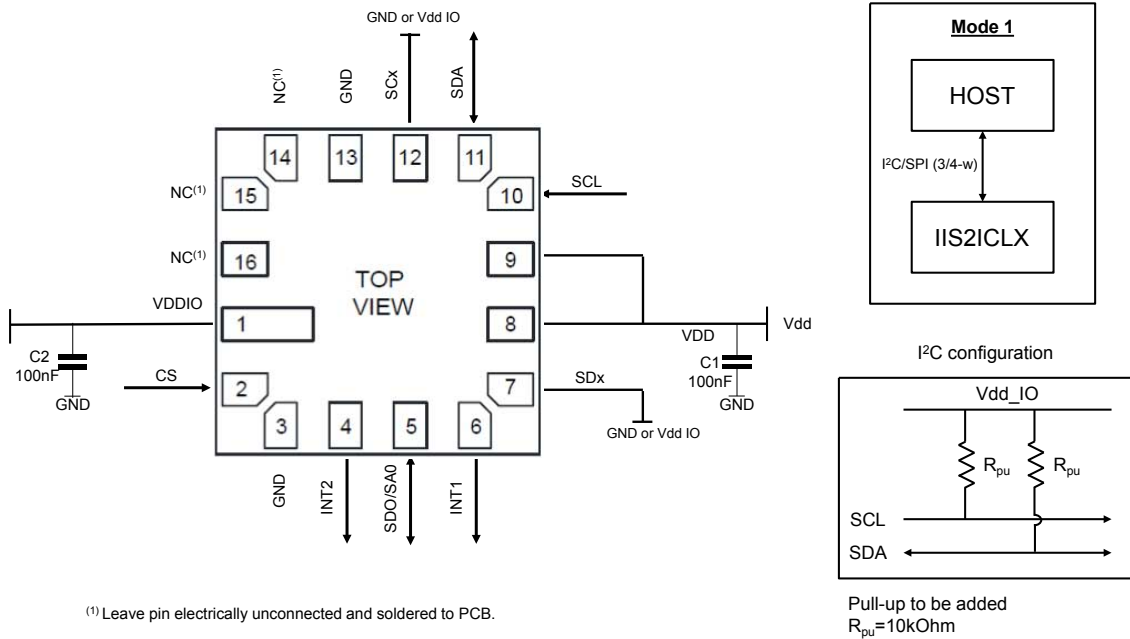 GND or Vdd IO
NC(1)
GND
SCx
SDA
14
13
12
11
NC(1)
15
10
SCL
NC(1)
16
9
TOP
VIEW
VDDIO
1
8
VDD
Vdd
C2
100nF
GND
C1
100nF
GND
CS
2
7
SDx
GND or Vdd IO
3
4
5
6
GND
INT2
SDO/SA0
INT1
(1) Leave pin electrically unconnected and soldered to PCB.
Mode 1
HOST
I²C/SPI (3/4-w)
IIS2ICLX
I²C configuration
Vdd_IO
Rpu
Rpu
SCL
SDA
Pull-up to be added
Rpu=10kOhm